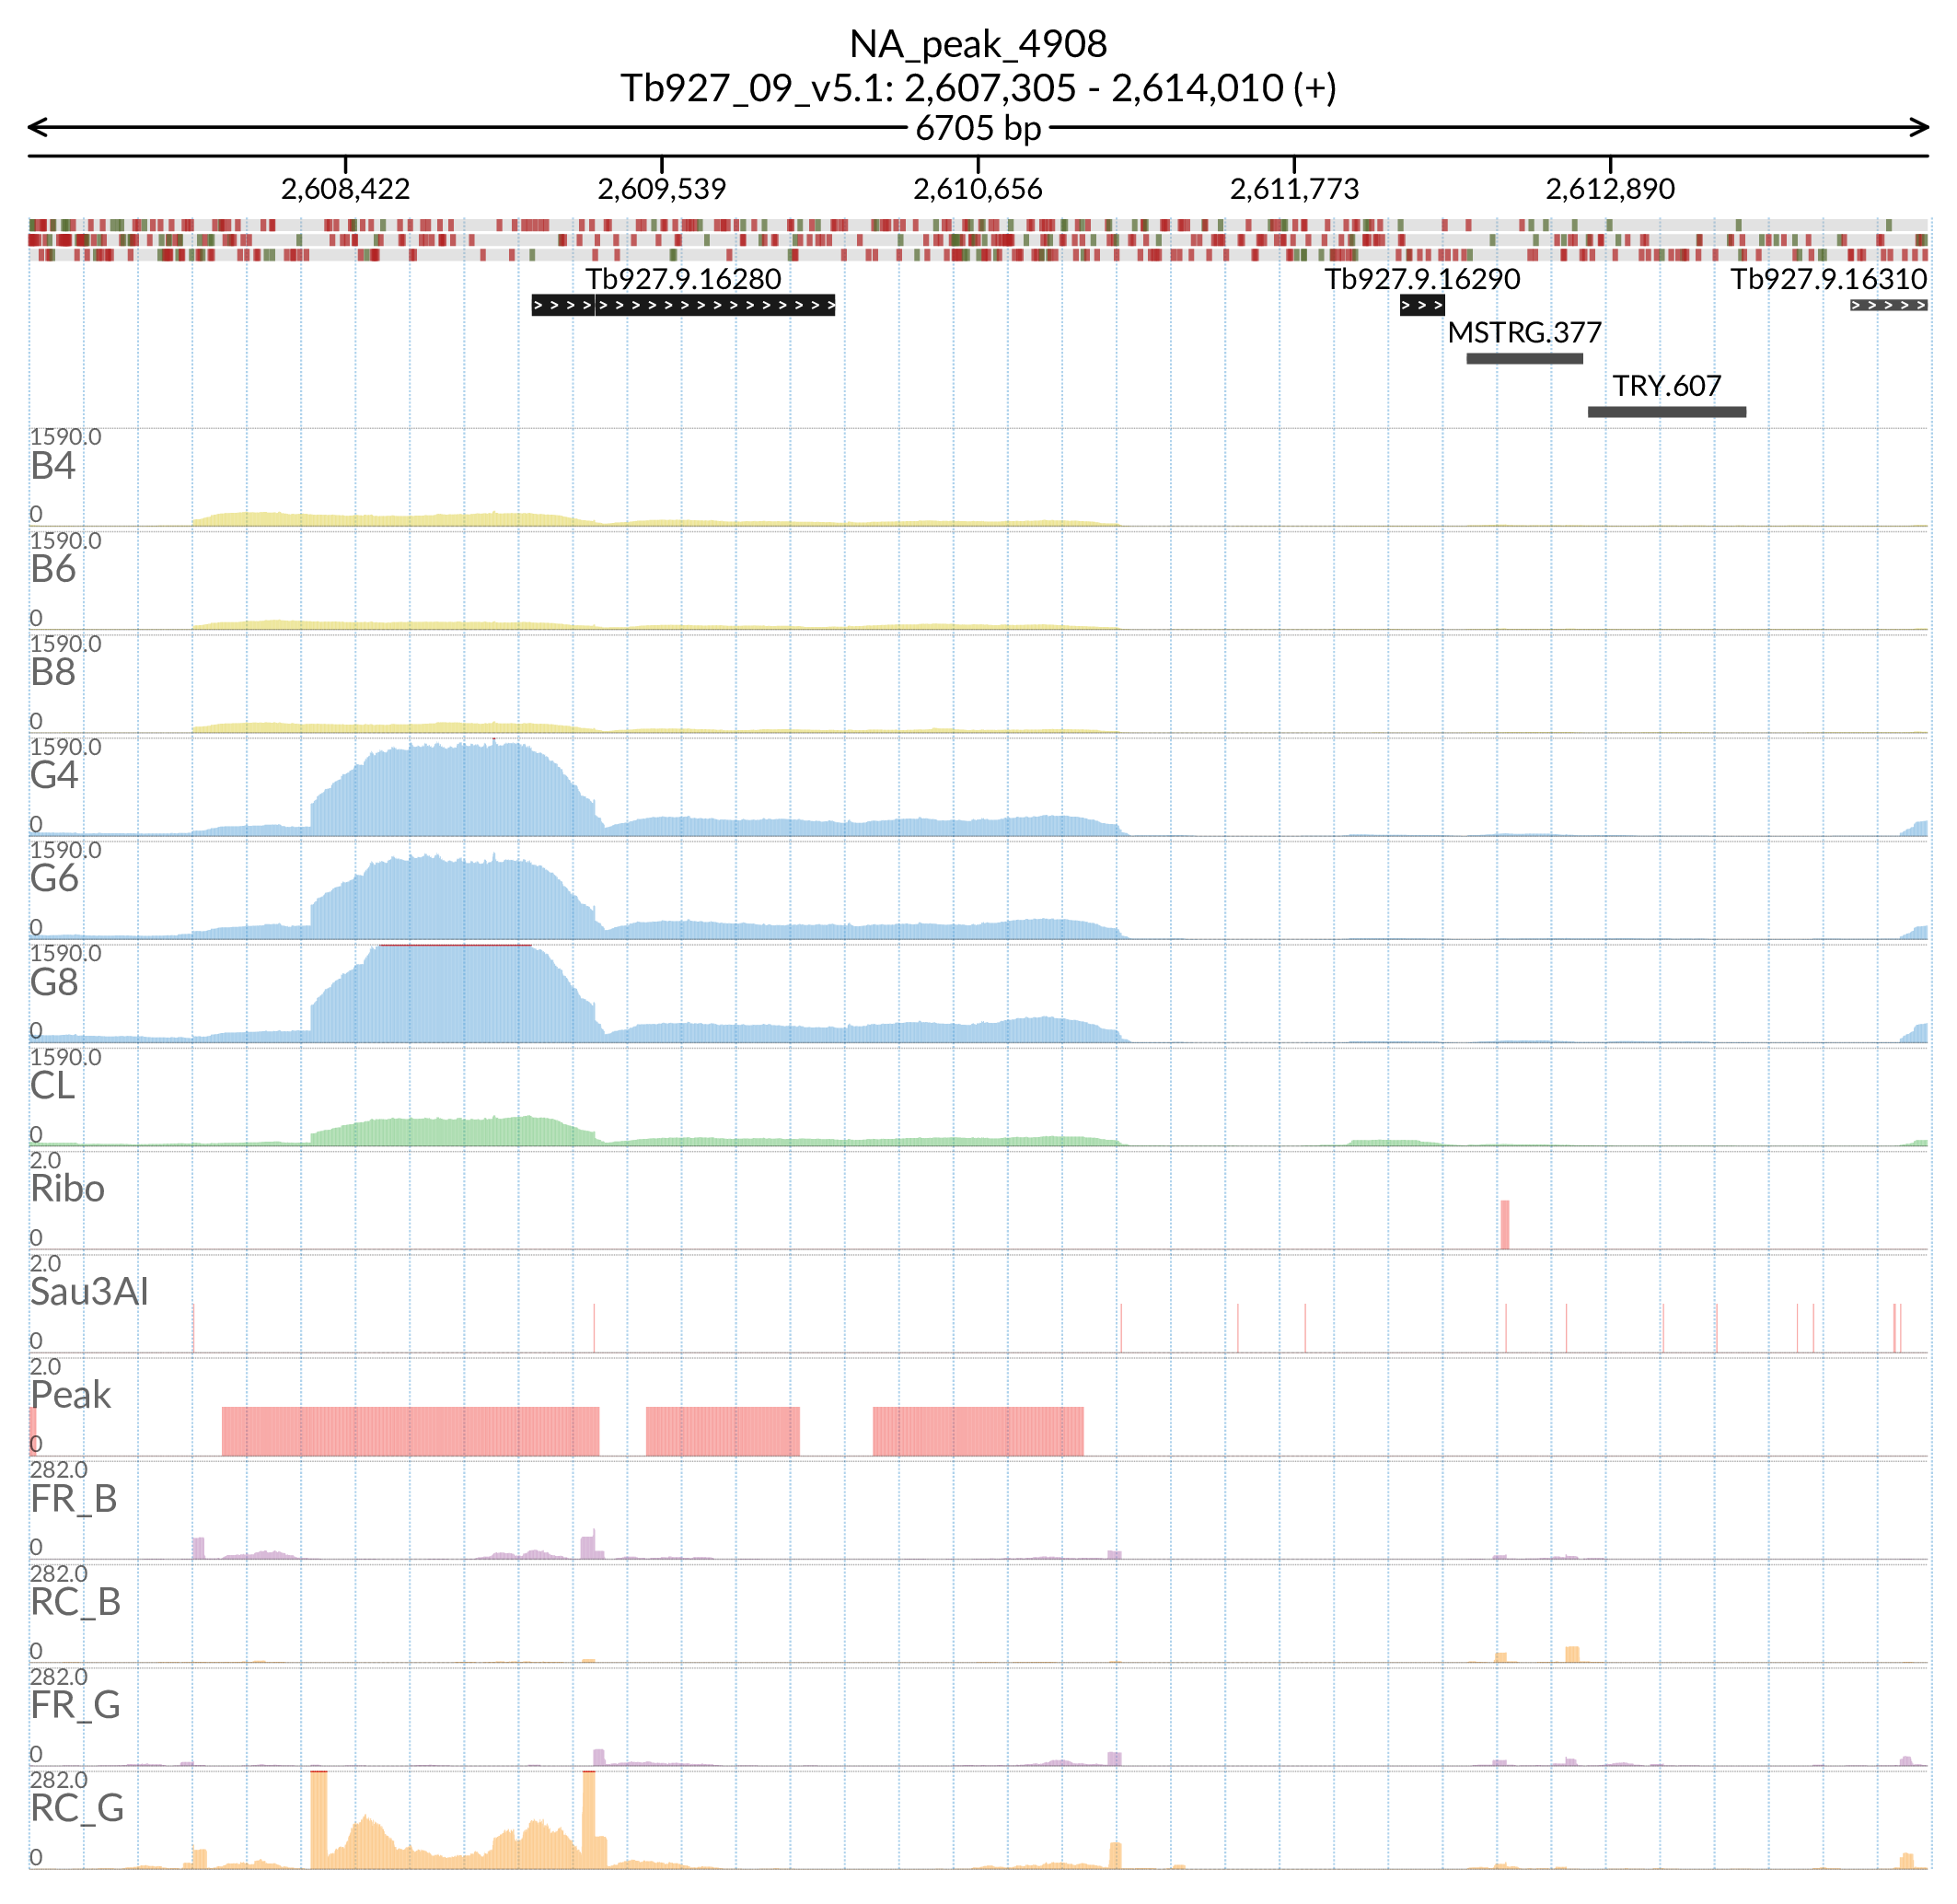 NA_peak_4908
Tb927_09_v5.1: 2,607,305 - 2,614,010 (+)
6705 bp
2,608,422 2,609,539 2,610,656 2,611,773 2,612,890
Tb927.9.16280 Tb927.9.16290 Tb927.9.16310
MSTRG.377
TRY.607
1590.0
B4
0
1590.0
B6
0
1590.0
B8
0
1590.0
G4
0
1590.0
G6
0
1590.0
G8
0
1590.0
CL
0
2.0
Ribo
0
2.0
Sau3AI
0
2.0
Peak
0
282.0
FR_B
0
282.0
RC_B
0
282.0
FR_G
0
282.0
RC_G
0